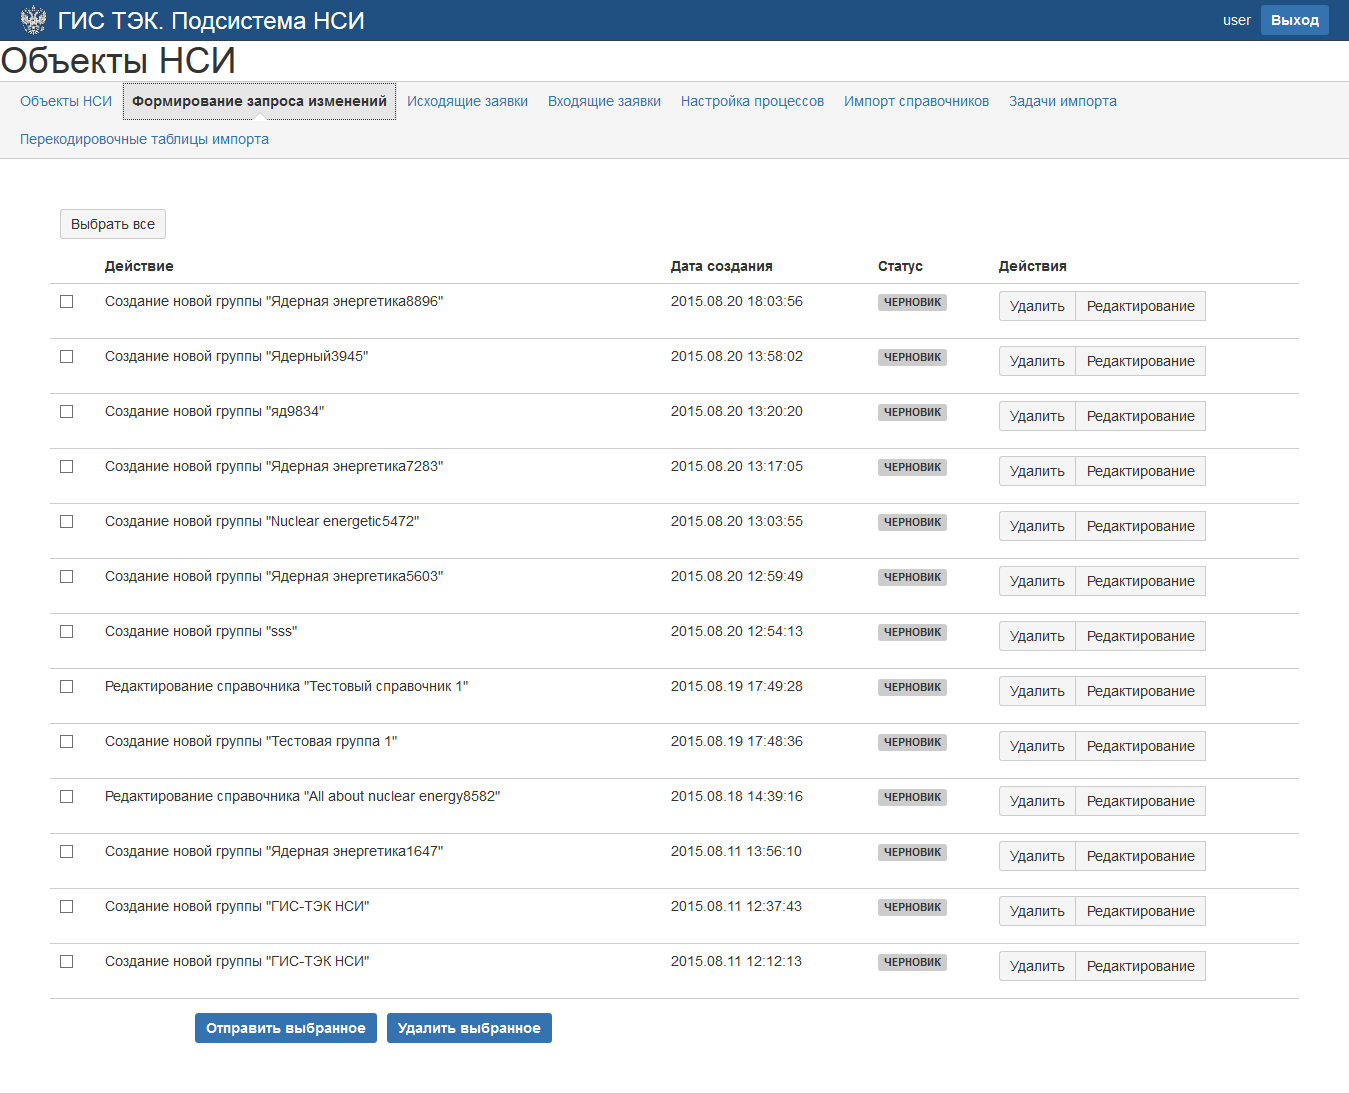 ГИС ТЭК. Подсистема НСИ user Выход
Объекты НСИ
Объекты НСИ Формирование запроса изменений Исходящие заявки Входящие заявки Настройка процессов Импорт справочников Задачи импорта
Перекодировочные таблицы импорта
Выбрать все
Действие Дата создания Статус Действия
Создание новой группы "Ядерная энергетика8896" 2015.08.20 18:03:56 ЧЕРНОВИК Удалить Редактирование
Создание новой группы "Ядерный3945" 2015.08.20 13:58:02 ЧЕРНОВИК Удалить Редактирование
Создание новой группы "яд9834" 2015.08.20 13:20:20 ЧЕРНОВИК Удалить Редактирование
Создание новой группы "Ядерная энергетика7283" 2015.08.20 13:17:05 ЧЕРНОВИК Удалить Редактирование
Создание новой группы "Nuclear energetic5472" 2015.08.20 13:03:55 ЧЕРНОВИК Удалить Редактирование
Создание новой группы "Ядерная энергетика5603" 2015.08.20 12:59:49 ЧЕРНОВИК Удалить Редактирование
Создание новой группы "sss" 2015.08.20 12:54:13 ЧЕРНОВИК Удалить Редактирование
Редактирование справочника "Тестовый справочник 1" 2015.08.19 17:49:28 ЧЕРНОВИК Удалить Редактирование
Создание новой группы "Тестовая группа 1" 2015.08.19 17:48:36 ЧЕРНОВИК Удалить Редактирование
Редактирование справочника "All about nuclear energy8582" 2015.08.18 14:39:16 ЧЕРНОВИК Удалить Редактирование
Создание новой группы "Ядерная энергетика1647" 2015.08.11 13:56:10 ЧЕРНОВИК Удалить Редактирование
Создание новой группы "ГИС-ТЭК НСИ" 2015.08.11 12:37:43 ЧЕРНОВИК Удалить Редактирование
Создание новой группы "ГИС-ТЭК НСИ" 2015.08.11 12:12:13 ЧЕРНОВИК Удалить Редактирование
Отправить выбранное Удалить выбранное